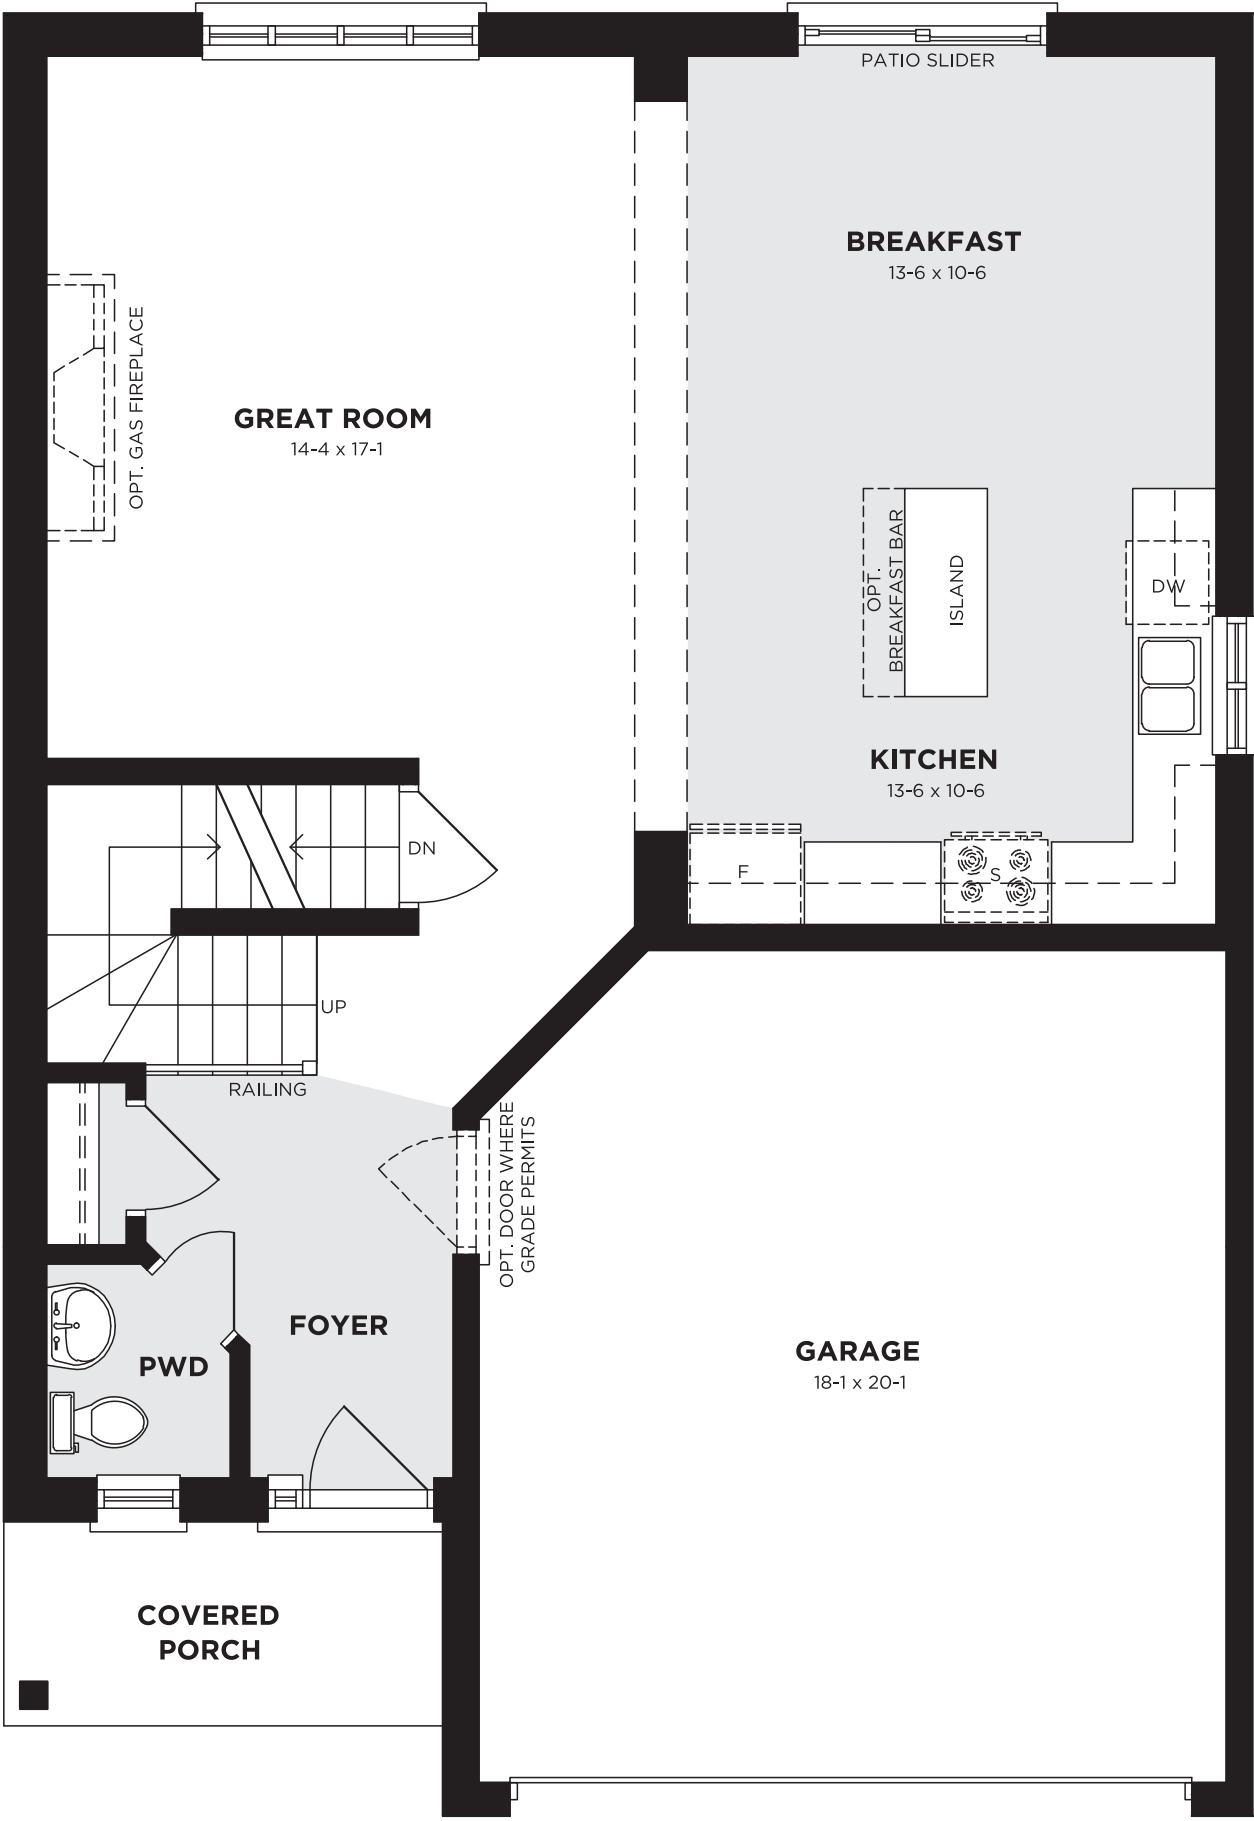 PATIO SLIDER
BREAKFAST
13-6 x 10-6
OPT. GAS FIREPLACE
GREAT ROOM
14-4 x 17-1
OPT.
BREAKFAST BAR
ISLAND
DW
KITCHEN
13-6 x 10-6
DN
F
S
UP
RAILING
OPT. DOOR WHERE
GRADE PERMITS
FOYER
PWD
GARAGE
18-1 x 20-1
COVERED
PORCH